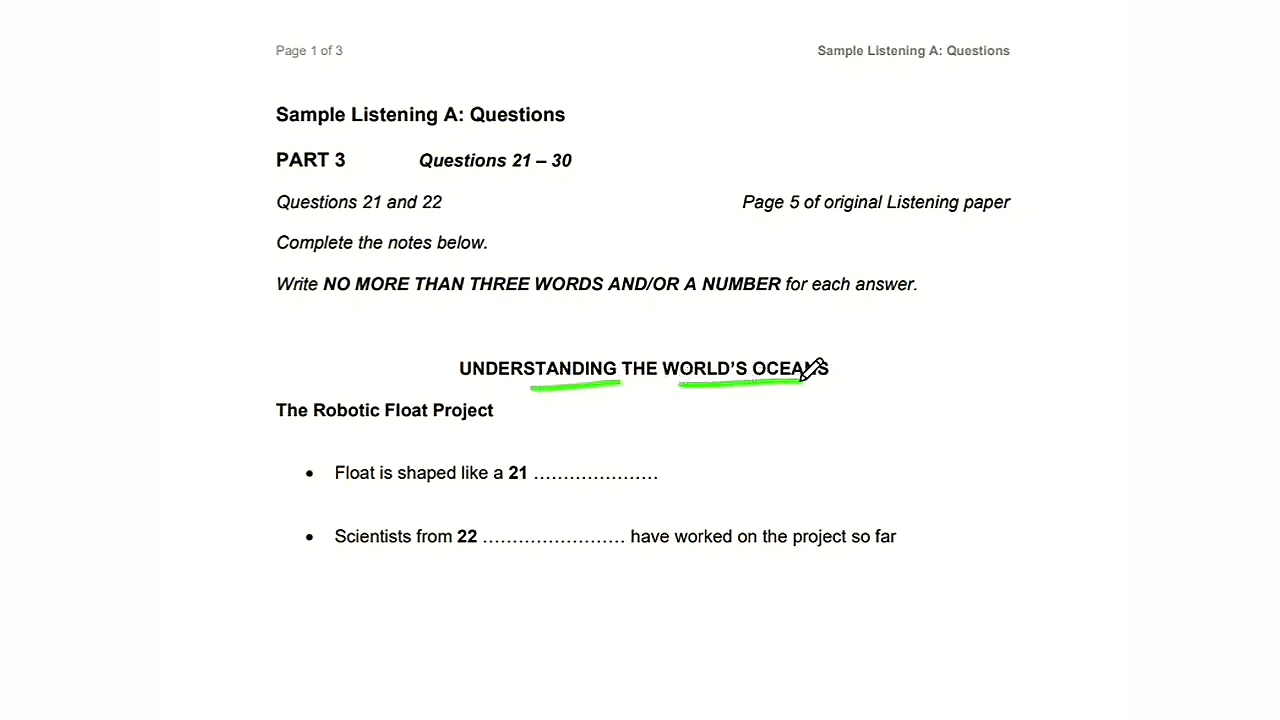 Page 1 of 3 Sample Listening A: Questions
Sample Listening A: Questions
PART 3 Questions 21 – 30
Questions 21 and 22 Page 5 of original Listening paper
Complete the notes below.
Write NO MORE THAN THREE WORDS AND/OR A NUMBER for each answer.
UNDERSTANDING THE WORLD'S OCEANS
The Robotic Float Project
• Float is shaped like a 21 .....................
• Scientists from 22 ........................ have worked on the project so far